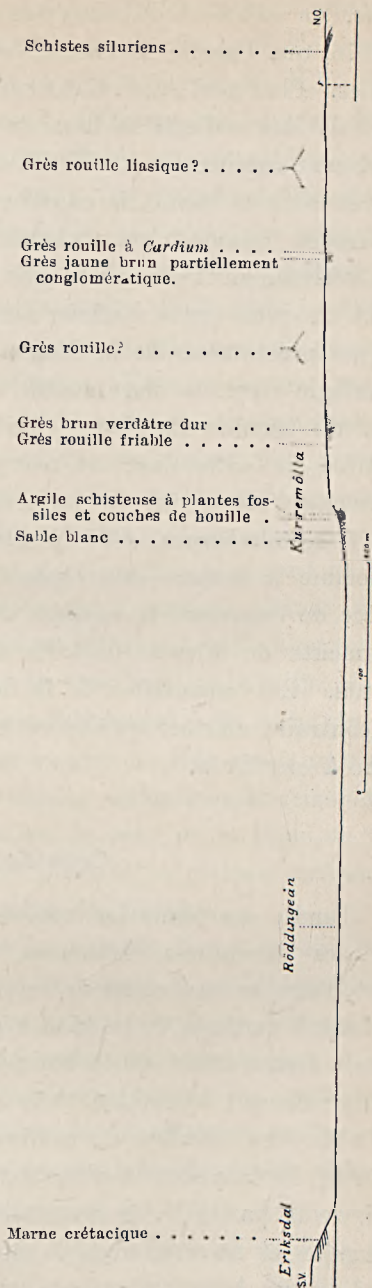 NO.
Schistes siluriens . . . . . . .
Grès rouille liasique? . . . . .
Grès rouille à Cardium . . . .
Grès jaune brun partiellement
conglomératique.
Grès rouille? . . . . . . . . . .
Grès brun verdâtre dur . . . .
Grès rouille friable . . . . . .
Kurremölla
Argile schisteuse à plantes fos-
siles et couches de houille .
Sable blanc . . . . . . . . . .
100
0
Röddingeån
Eriksdal
Marne crétacique . . . . . . .
SV.